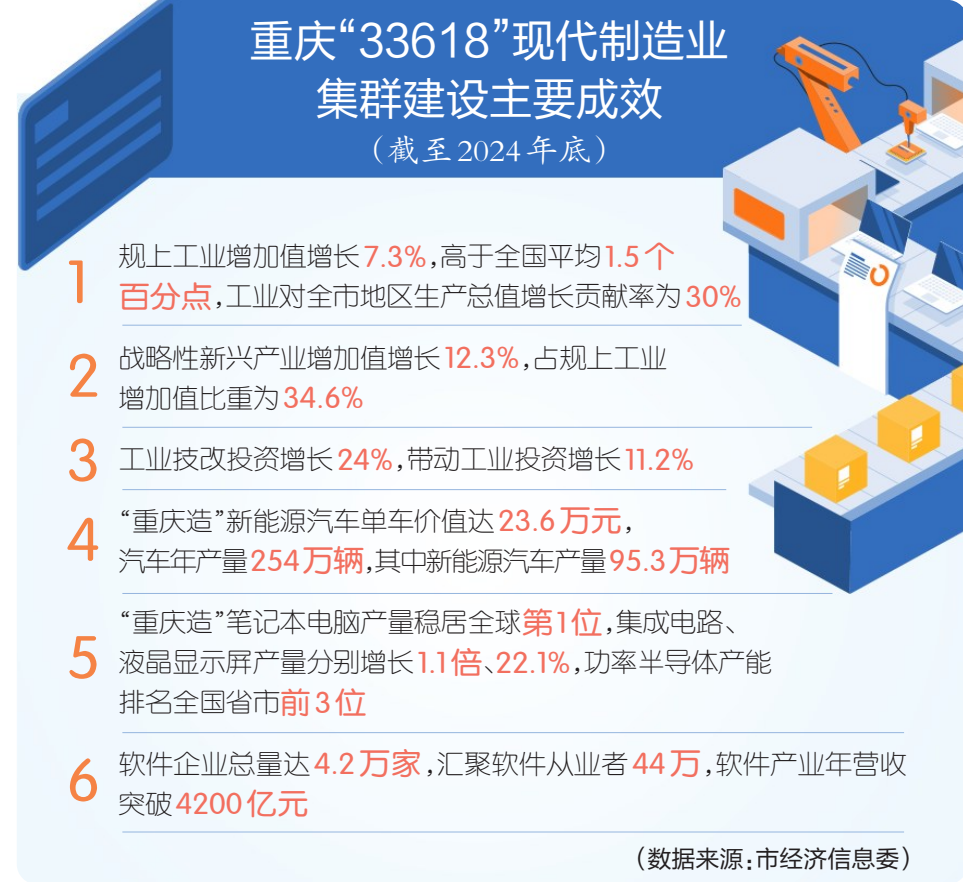 重庆“33618”现代制造业
集群建设主要成效
（截至2024年底）
1
规上工业增加值增长7.3%,高于全国平均1.5个
百分点,工业对全市地区生产总值增长贡献率为30%
2
战略性新兴产业增加值增长12.3%,占规上工业
增加值比重为34.6%
3
工业技改投资增长24%,带动工业投资增长11.2%
4
“重庆造”新能源汽车单车价值达23.6万元,
汽车年产量254万辆,其中新能源汽车产量95.3万辆
5
“重庆造”笔记本电脑产量稳居全球第1位,集成电路、
液晶显示屏产量分别增长1.1倍、22.1%,功率半导体产能
排名全国省市前3位
6
软件企业总量达4.2万家,汇聚软件从业者44万,软件产业年营收
突破4200亿元
（数据来源:市经济信息委）